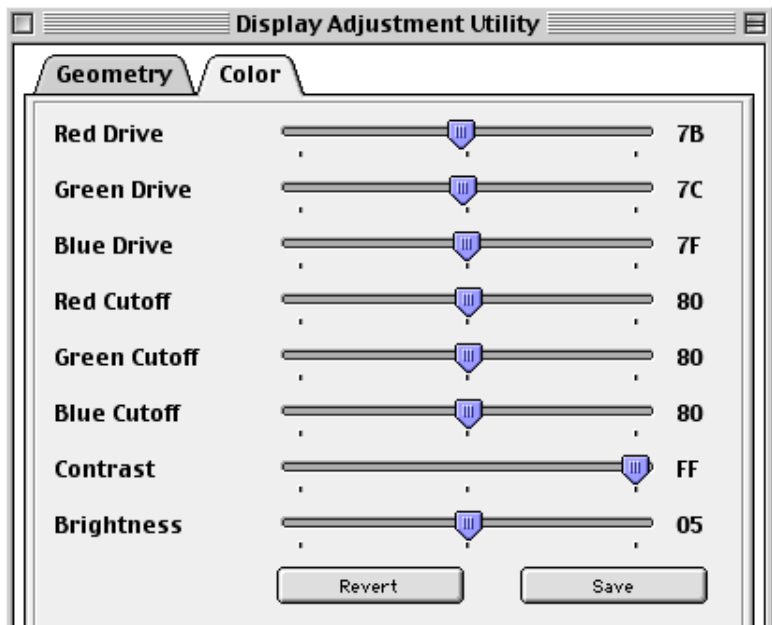 Display Adjustment Utility
Geometry Color
Red Drive 7B
Green Drive 7C
Blue Drive 7F
Red Cutoff 80
Green Cutoff 80
Blue Cutoff 80
Contrast FF
Brightness 05
Revert Save